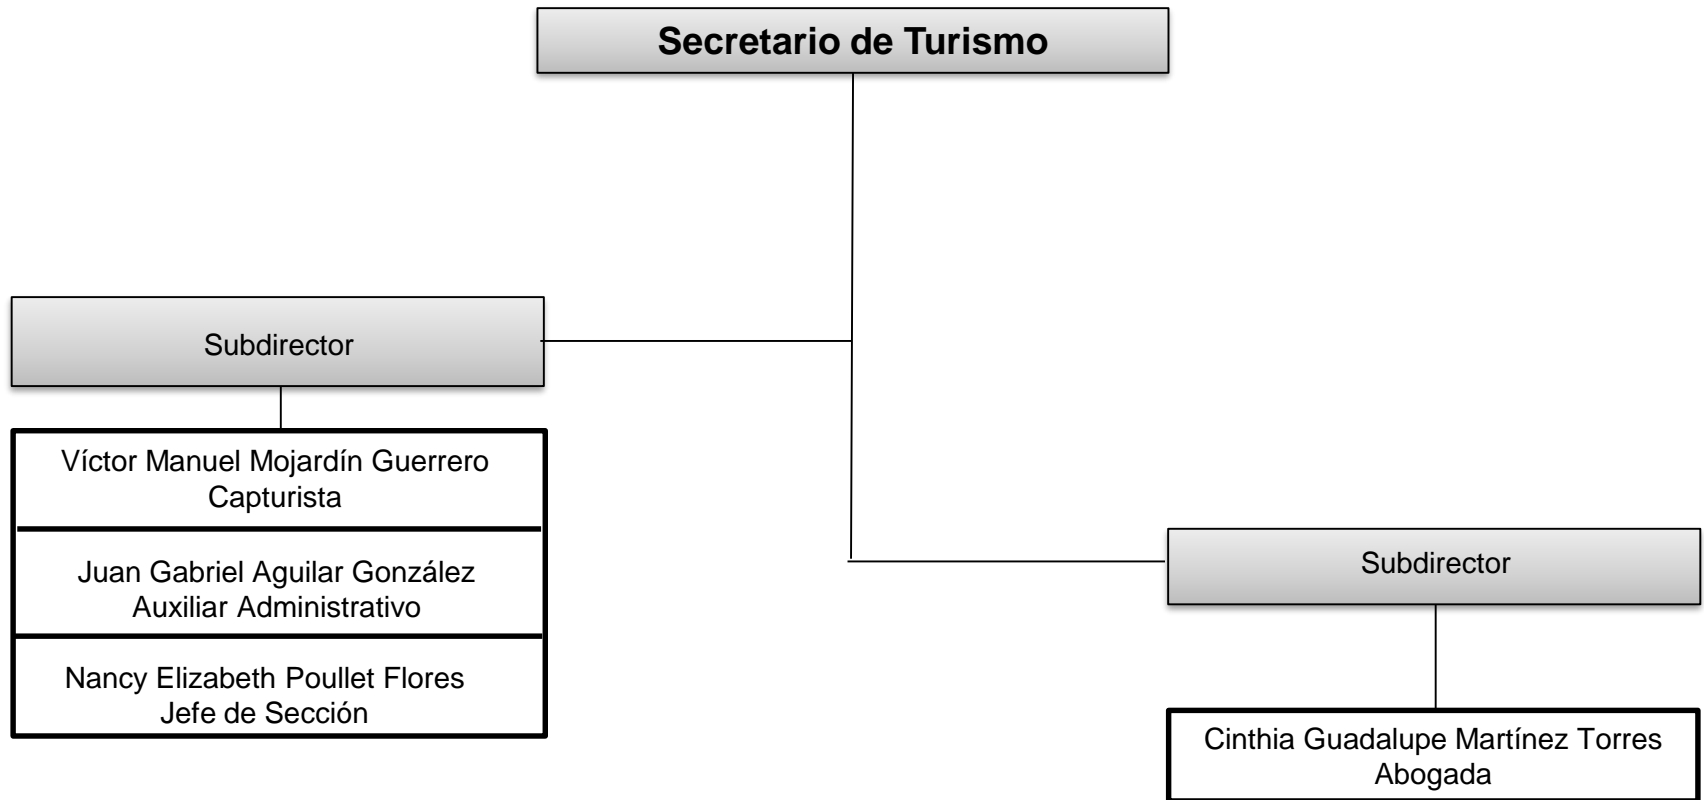 Secretario de Turismo
Subdirector
Víctor Manuel Mojardín Guerrero
Capturista
Juan Gabriel Aguilar González
Auxiliar Administrativo
Nancy Elizabeth Poullet Flores
Jefe de Sección
Subdirector
Cinthia Guadalupe Martínez Torres
Abogada